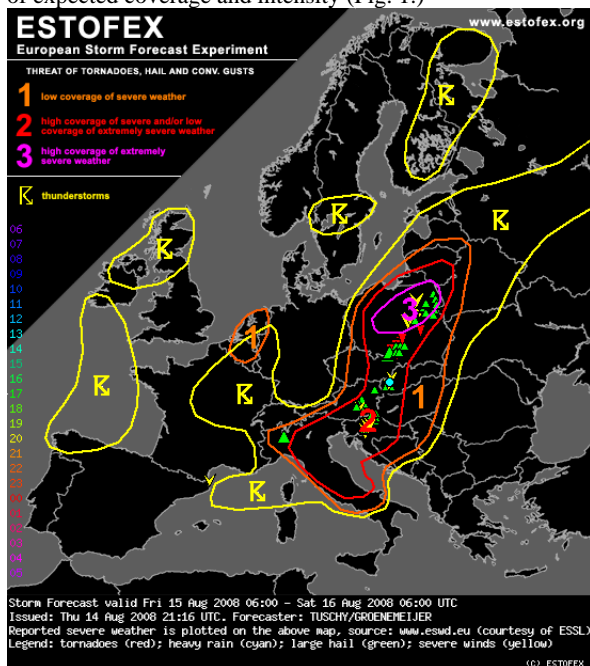 of expected coverage and intensity (Fig. 1.)
ESTOFEX
www.estofex.org
European Storm Forecast Experiment
THREAT OF TORNADOES, HAIL AND CONV. GUSTS
1 low coverage of severe weather
2 high coverage of severe and/or low
coverage of extremely severe weather
3 high coverage of extremely
severe weather
thunderstorms
06
07
08
09
10
11
12
13
14
15
16
17
18
19
20
21
22
23
00
01
02
03
04
05
3
1
1
2
Storm Forecast valid Fri 15 Aug 2008 06:00 - Sat 16 Aug 2008 06:00 UTC
Issued: Thu 14 Aug 2008 21:16 UTC. Forecaster: TUSCHY/GROENEMEIJER
Reported severe weather is plotted on the above map, source: www.eswd.eu (courtesy of ESSL)
Legend: tornadoes (red); heavy rain (cyan); large hail (green); severe winds (yellow)
(C) ESTOFEX